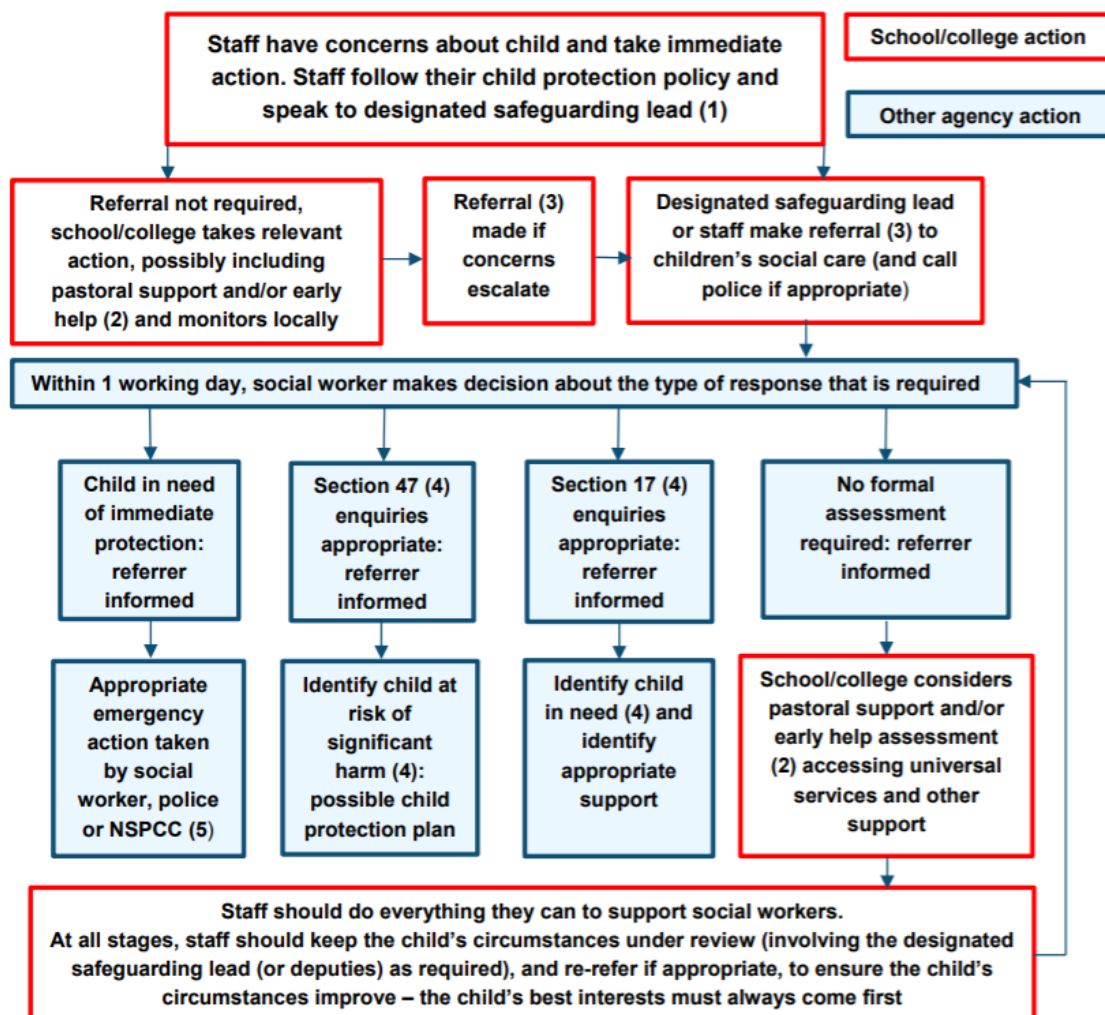 Staff have concerns about child and take immediate
action. Staff follow their child protection policy and
speak to designated safeguarding lead (1)
School/college action
Other agency action
Referral not required,
school/college takes relevant
action, possibly including
pastoral support and/or early
help (2) and monitors locally
Referral (3)
made if
concerns
escalate
Designated safeguarding lead
or staff make referral (3) to
children’s social care (and call
police if appropriate)
Within 1 working day, social worker makes decision about the type of response that is required
Child in need
of immediate
protection:
referrer
informed
Section 47 (4)
enquiries
appropriate:
referrer
informed
Section 17 (4)
enquiries
appropriate:
referrer
informed
No formal
assessment
required: referrer
informed
Appropriate
emergency
action taken
by social
worker, police
or NSPCC (5)
Identify child at
risk of
significant
harm (4):
possible child
protection plan
Identify child
in need (4) and
identify
appropriate
support
School/college considers
pastoral support and/or
early help assessment
(2) accessing universal
services and other
support
Staff should do everything they can to support social workers.
At all stages, staff should keep the child’s circumstances under review (involving the designated
safeguarding lead (or deputies) as required), and re-refer if appropriate, to ensure the child’s
circumstances improve – the child’s best interests must always come first